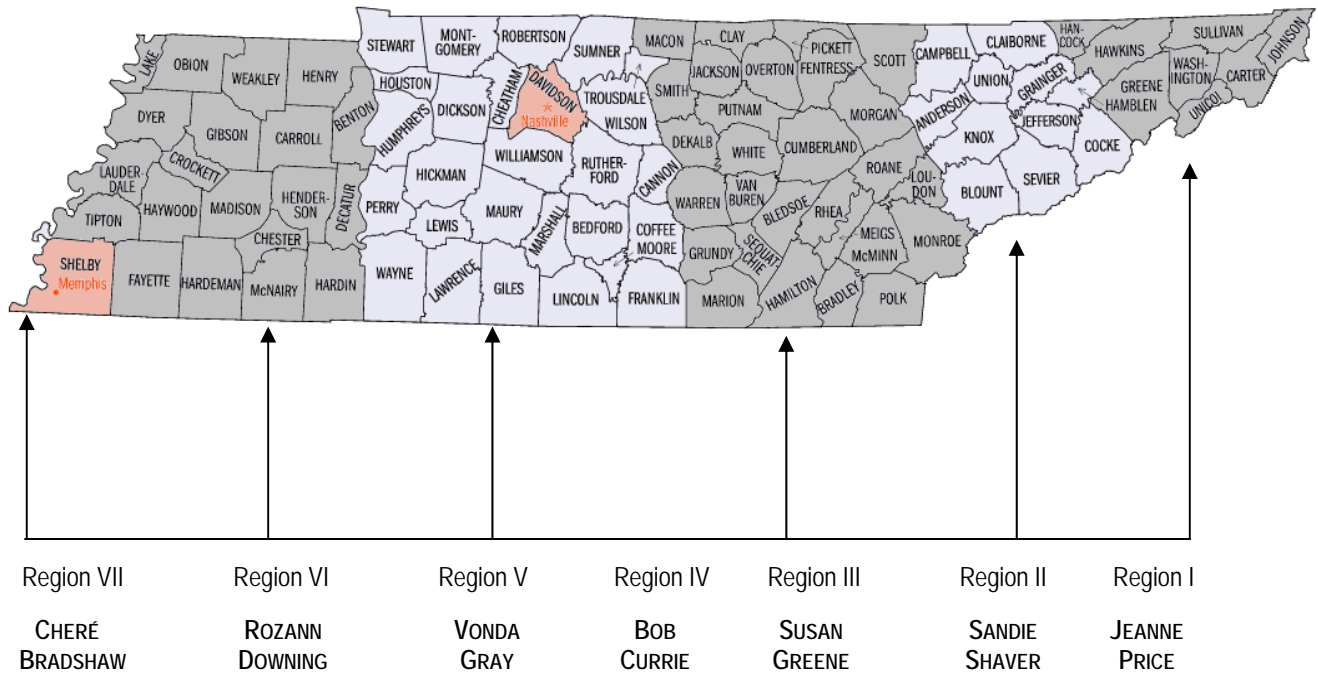 LAKE
OBION
WEAKLEY
HENRY
STEWART
MONT-
GOMERY
ROBERTSON
SUMNER
MACON
CLAY
PICKETT
FENTRESS
SCOTT
CAMPBELL
CLAIBORNE
HAN-
COCK
HAWKINS
SULLIVAN
JOHNSON
DYER
GIBSON
CARROLL
BENTON
HOUSTON
HUMPHREYS
DICKSON
CHEATHAM
DAVIDSON
Nashville
TROUSDALE
WILSON
SMITH
JACKSON
OVERTON
PUTNAM
MORGAN
ANDERSON
UNION
GRAINGER
HAMBLEN
GREENE
WASH-
INGTON
CARTER
UNICOI
LAUDER-
DALE
CROCKETT
HAYWOOD
MADISON
HENDER-
SON
DECATUR
PERRY
HICKMAN
WILLIAMSON
RUTHER-
FORD
CANNON
DEKALB
WHITE
CUMBERLAND
ROANE
LOU-
DON
KNOX
JEFFERSON
COCKE
SEVIER
BLOUNT
TIPTON
CHESTER
LEWIS
MAURY
MARSHALL
BEDFORD
COFFEE
MOORE
WARREN
VAN
BUREN
BLEDSOE
RHEA
MEIGS
McMINN
MONROE
SHELBY
Memphis
FAYETTE
HARDEMAN
McNAIRY
HARDIN
WAYNE
LAWRENCE
GILES
LINCOLN
FRANKLIN
GRUNDY
SEQUAT
CHIE
MARION
HAMILTON
BRADLEY
POLK
Region VII
Region VI
Region V
Region IV
Region III
Region II
Region I
CHERÉ
BRADSHAW
ROZANN
DOWNING
VONDA
GRAY
BOB
CURRIE
SUSAN
GREENE
SANDIE
SHAVER
JEANNE
PRICE